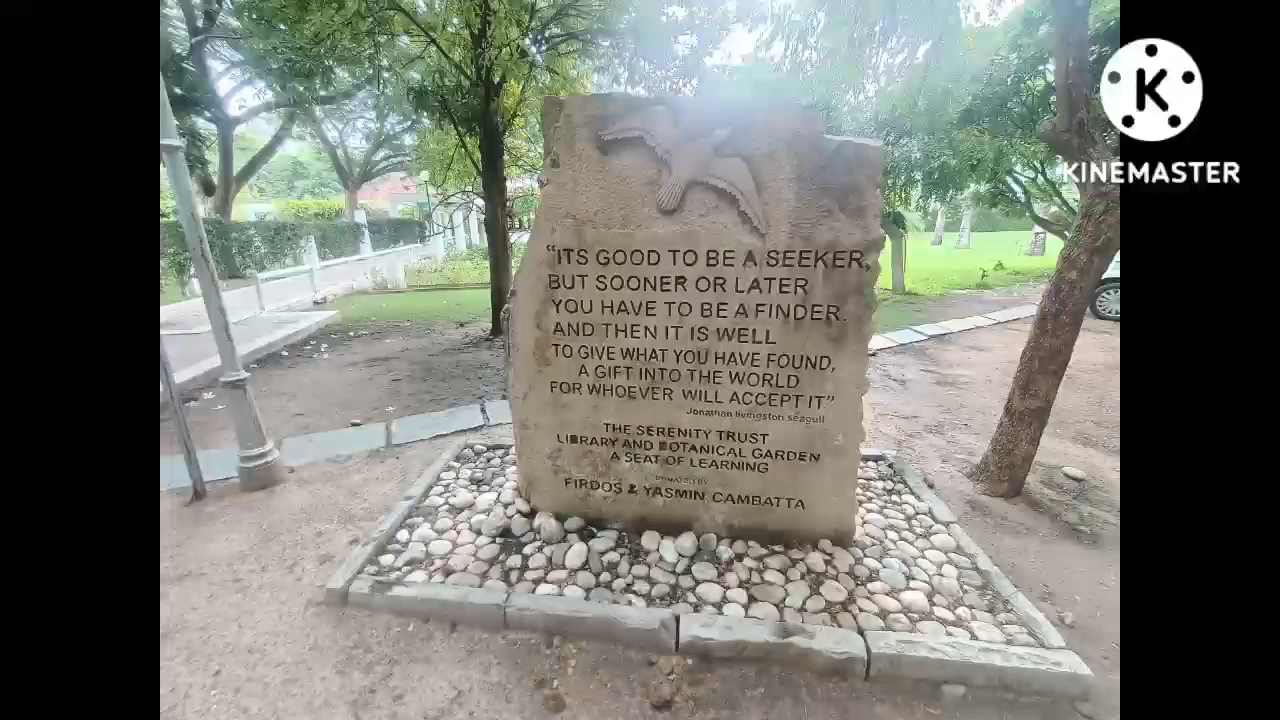 "ITS GOOD TO BE A SEEKER,
BUT SOONER OR LATER
YOU HAVE TO BE A FINDER.
AND THEN IT IS WELL
TO GIVE WHAT YOU HAVE FOUND,
A GIFT INTO THE WORLD
FOR WHOEVER WILL ACCEPT IT"
Jonathan livingston seagull
THE SERENITY TRUST
LIBRARY AND BOTANICAL GARDEN
A SEAT OF LEARNING
DONATED BY
FIRDOS & YASMIN CAMBATTA
K
KINEMASTER